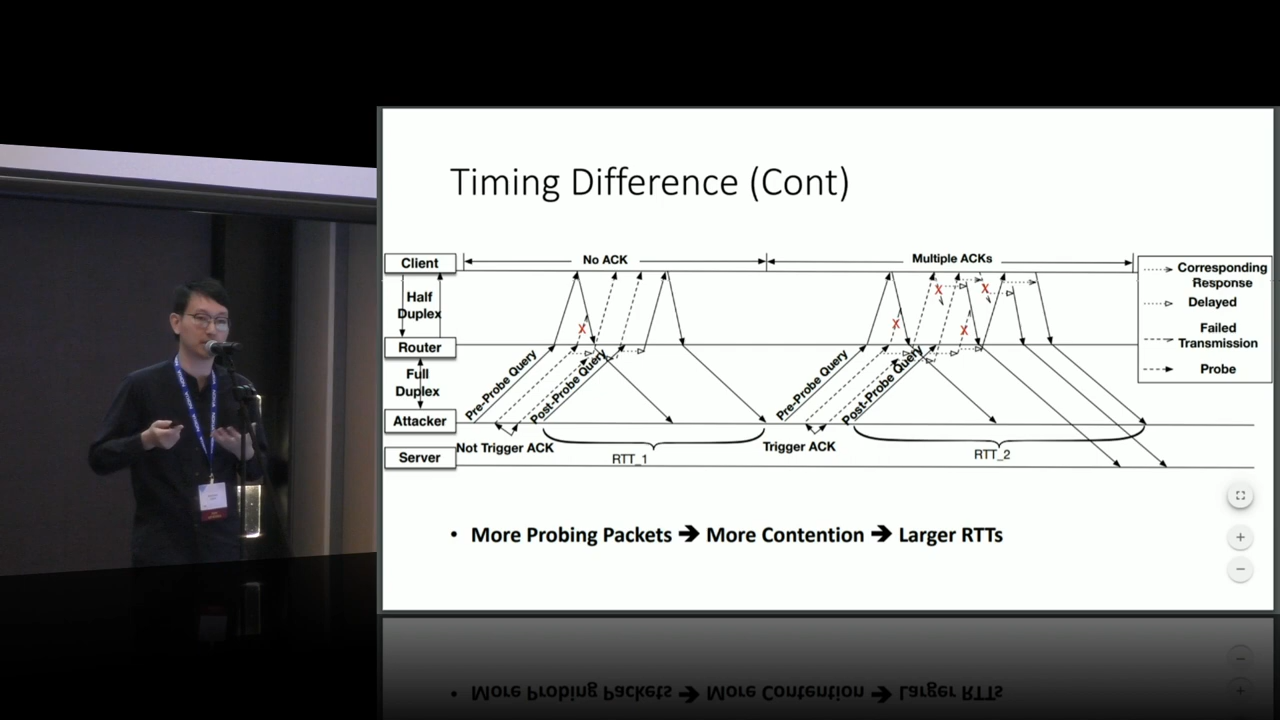 Timing Difference (Cont)
Client
No ACK
Multiple ACKs
Corresponding
Response
Delayed
Failed
Transmission
Probe
Half
Duplex
Router
Full
Duplex
Attacker
Server
Pre-Probe Query
Post-Probe Query
Pre-Probe Query
Post-Probe Query
Not Trigger ACK
RTT_1
Trigger ACK
RTT_2
X
X
X
X
X
• More Probing Packets ➔ More Contention ➔ Larger RTTs
NOKIA